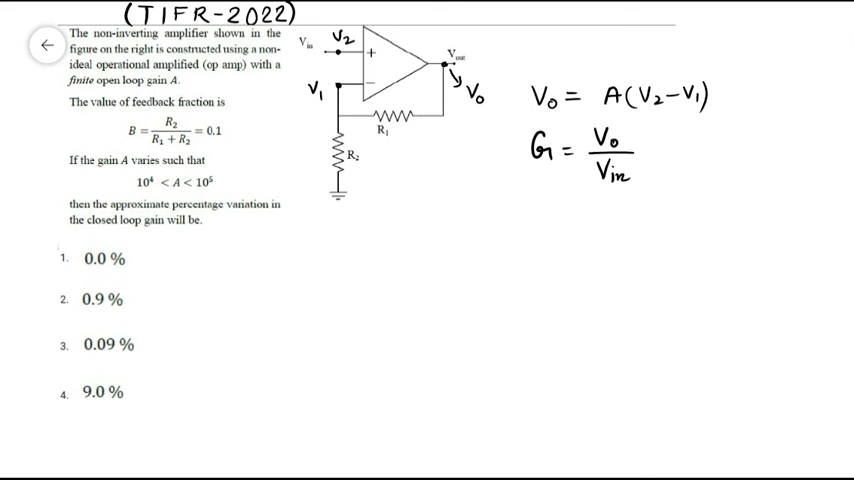 (TIFR-2022)
The non-inverting amplifier shown in the
figure on the right is constructed using a non-
ideal operational amplified (op amp) with a
finite open loop gain A.
The value of feedback fraction is
B = R₂ / (R₁ + R₂) = 0.1
If the gain A varies such that
10⁴ < A < 10⁵
then the approximate percentage variation in
the closed loop gain will be.
1. 0.0 %
2. 0.9 %
3. 0.09 %
4. 9.0 %
Vin V2
+
Vout
V1
−
Vo
R₁
R₂
Vo = A(V2−V1)
G = Vo / Vin